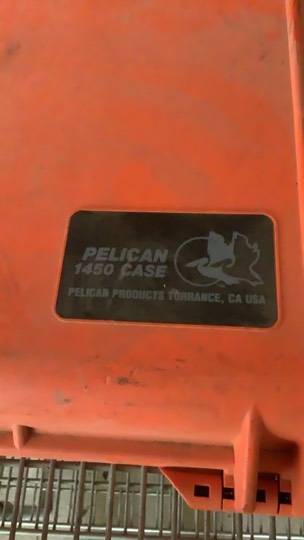 PELICAN
1450 CASE
PELICAN PRODUCTS TORRANCE, CA USA